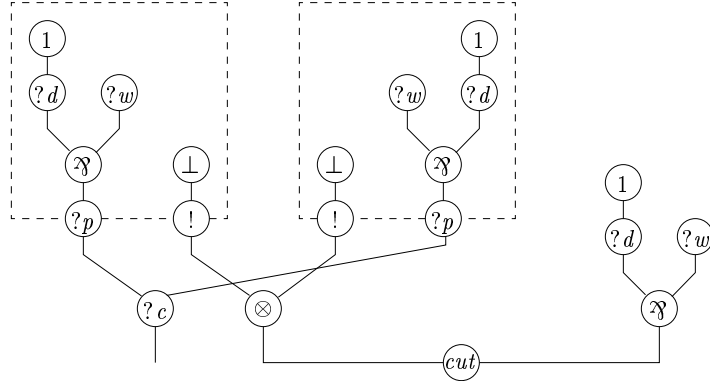 1 1
?d ?w ?w ?d
⅋ ⊥ ⊥ ⅋ 1
?p ! ! ?p ?d ?w
?c ⊗ ⅋
cut